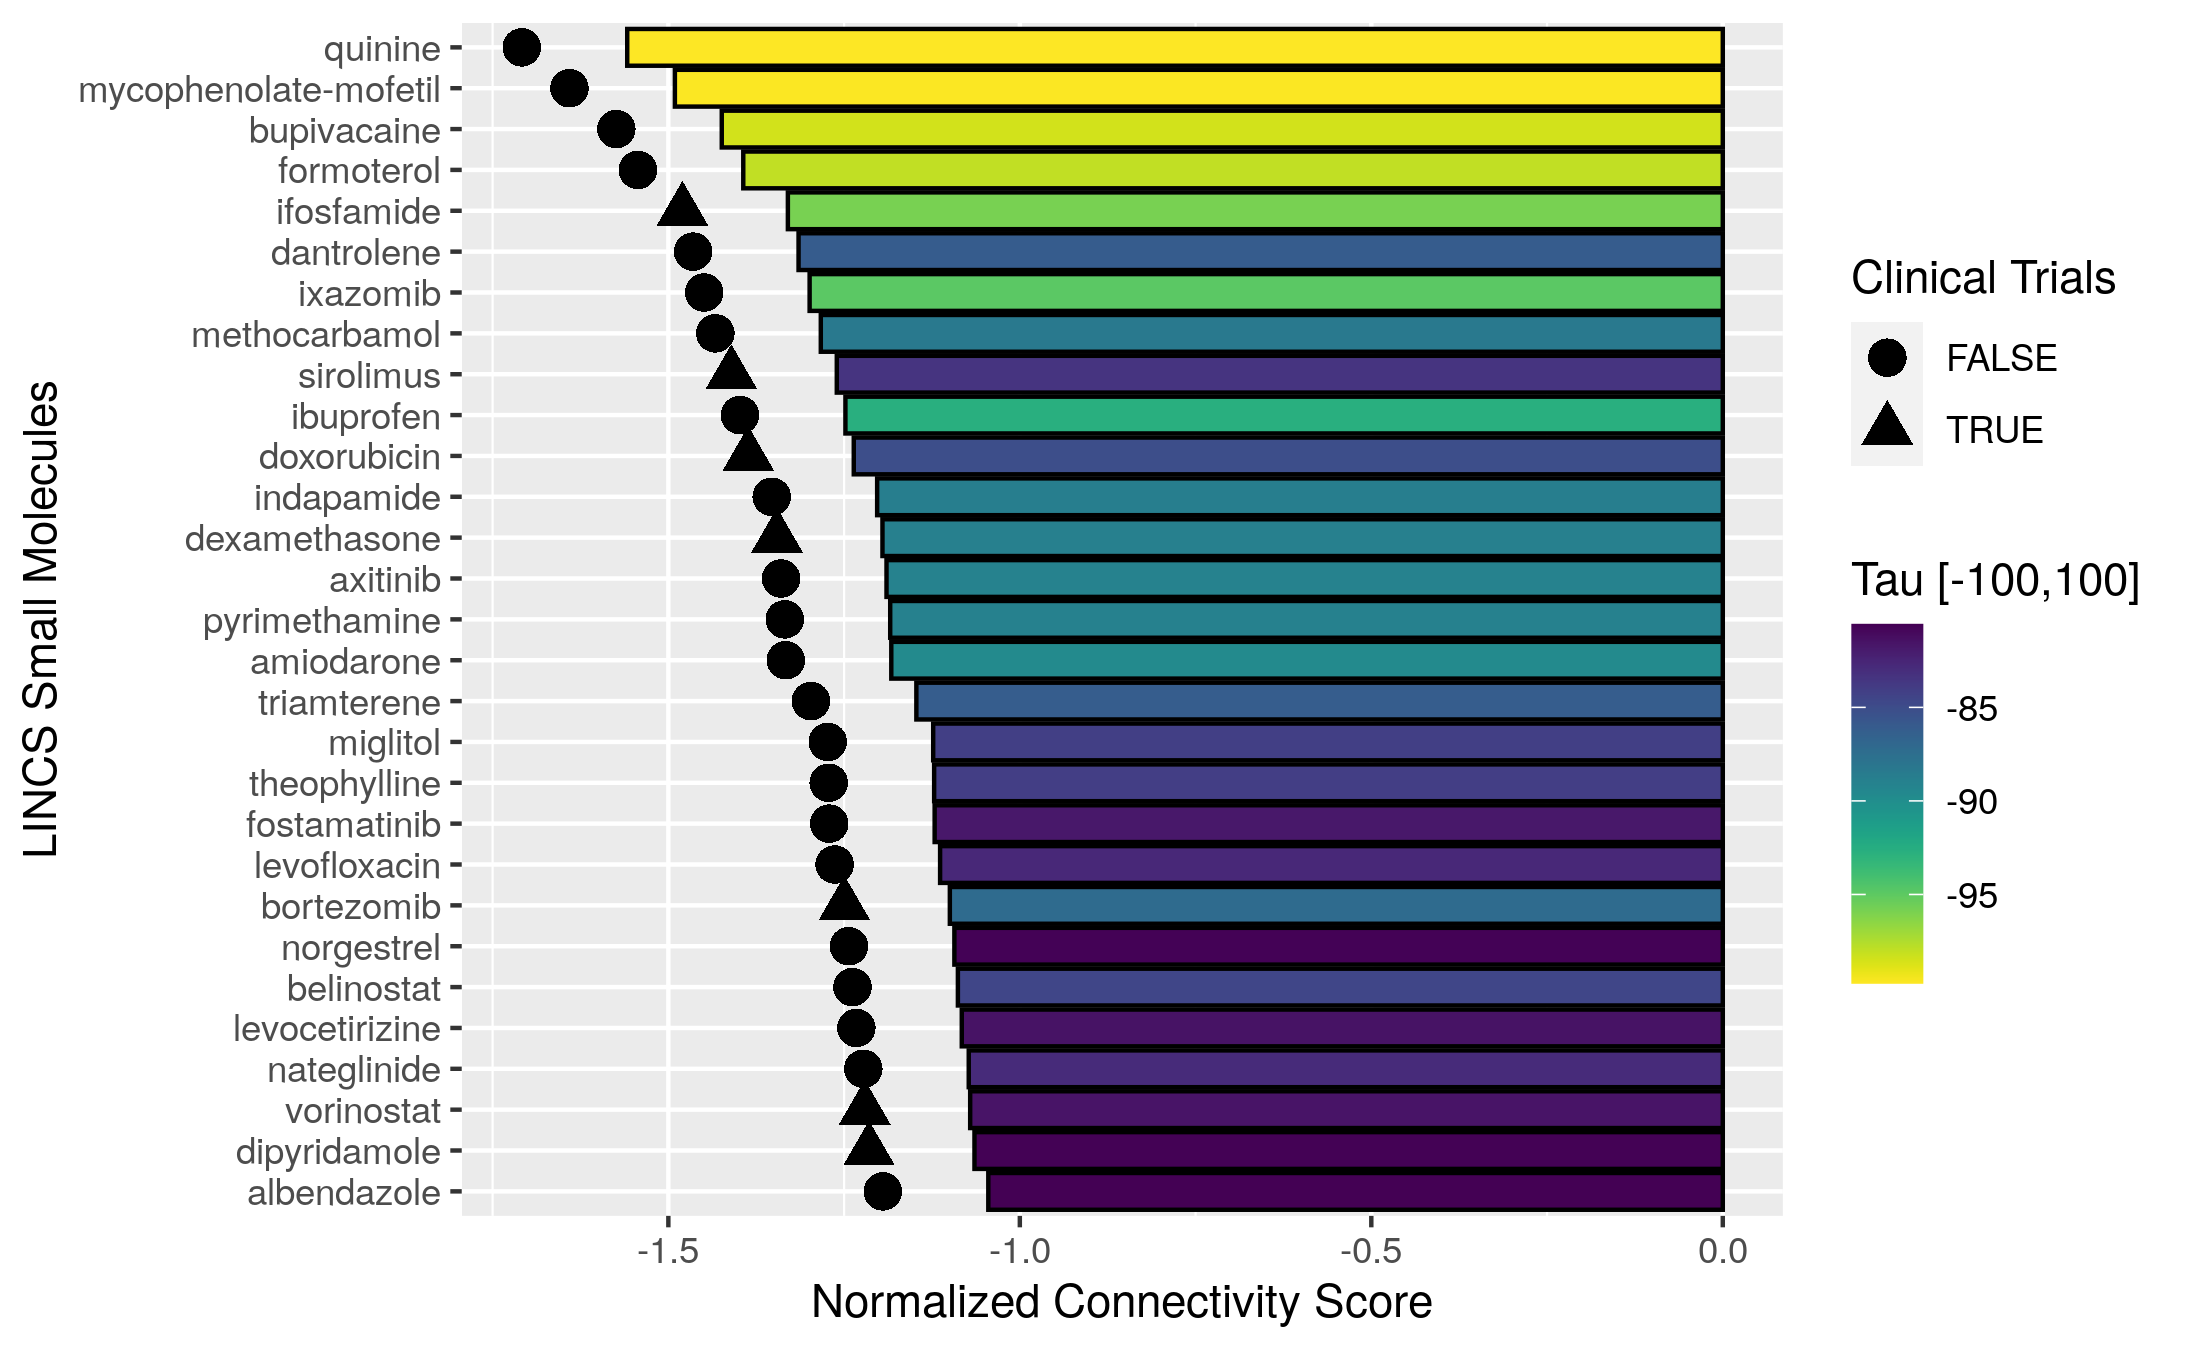 quinine
mycophenolate-mofetil
bupivacaine
formoterol
ifosfamide
dantrolene
ixazomib
methocarbamol
sirolimus
ibuprofen
doxorubicin
indapamide
dexamethasone
axitinib
pyrimethamine
amiodarone
triamterene
miglitol
theophylline
fostamatinib
levofloxacin
bortezomib
norgestrel
belinostat
levocetirizine
nateglinide
vorinostat
dipyridamole
albendazole
LINCS Small Molecules
-1.5 -1.0 -0.5 0.0
Normalized Connectivity Score
Clinical Trials
FALSE
TRUE
Tau [-100,100]
-85
-90
-95